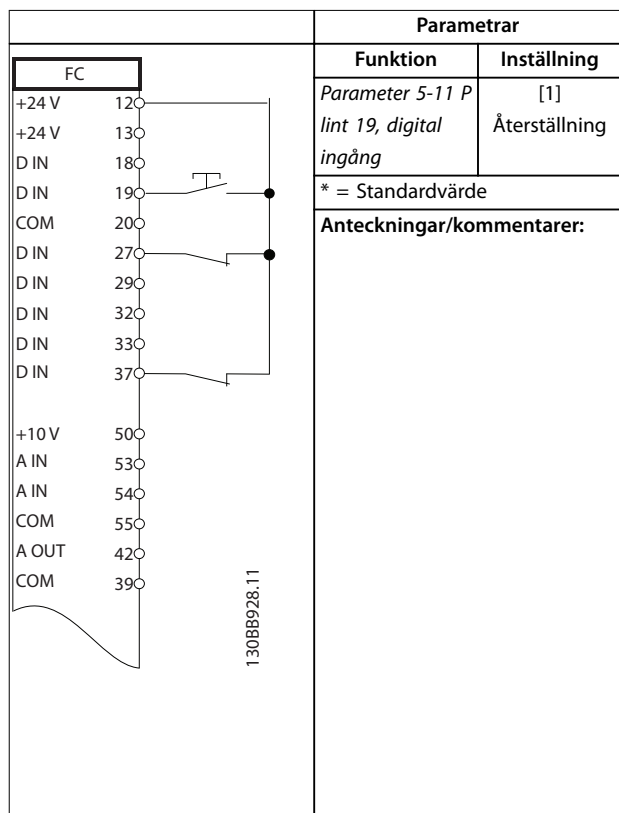 Parametrar
Funktion Inställning
Parameter 5-11 P
lint 19, digital
ingång
[1]
Återställning
* = Standardvärde
Anteckningar/kommentarer:
FC
+24 V 12
+24 V 13
D IN 18
D IN 19
COM 20
D IN 27
D IN 29
D IN 32
D IN 33
D IN 37
+10 V 50
A IN 53
A IN 54
COM 55
A OUT 42
COM 39
130BB928.11